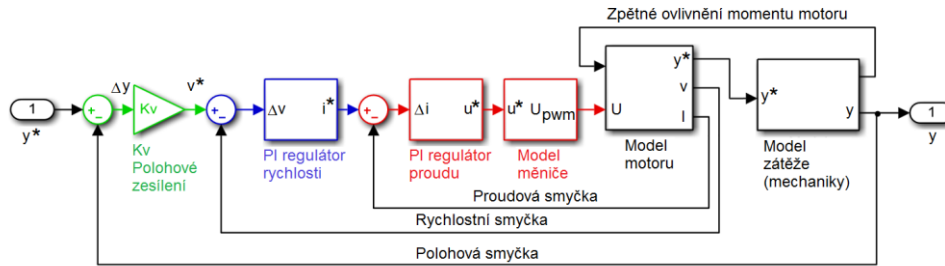 Zpětné ovlivnění momentu motoru
1
y*
+
−
Δy
Kv
v*
Kv
Polohové
zesílení
+
−
Δv
i*
PI regulátor
rychlosti
+
−
Δi
u*
PI regulátor
proudu
u*
Upwm
Model
měniče
U
y*
v
I
Model
motoru
y*
y
Model
zátěže
(mechaniky)
1
y
Proudová smyčka
Rychlostní smyčka
Polohová smyčka